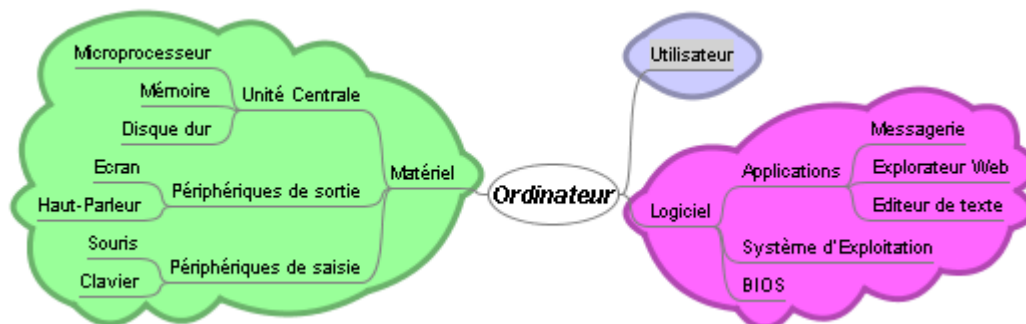 Microprocesseur
Mémoire
Disque dur
Unité Centrale
Ecran
Haut-Parleur
Périphériques de sortie
Souris
Clavier
Périphériques de saisie
Matériel
Ordinateur
Utilisateur
Logiciel
Applications
Messagerie
Explorateur Web
Editeur de texte
Système d'Exploitation
BIOS